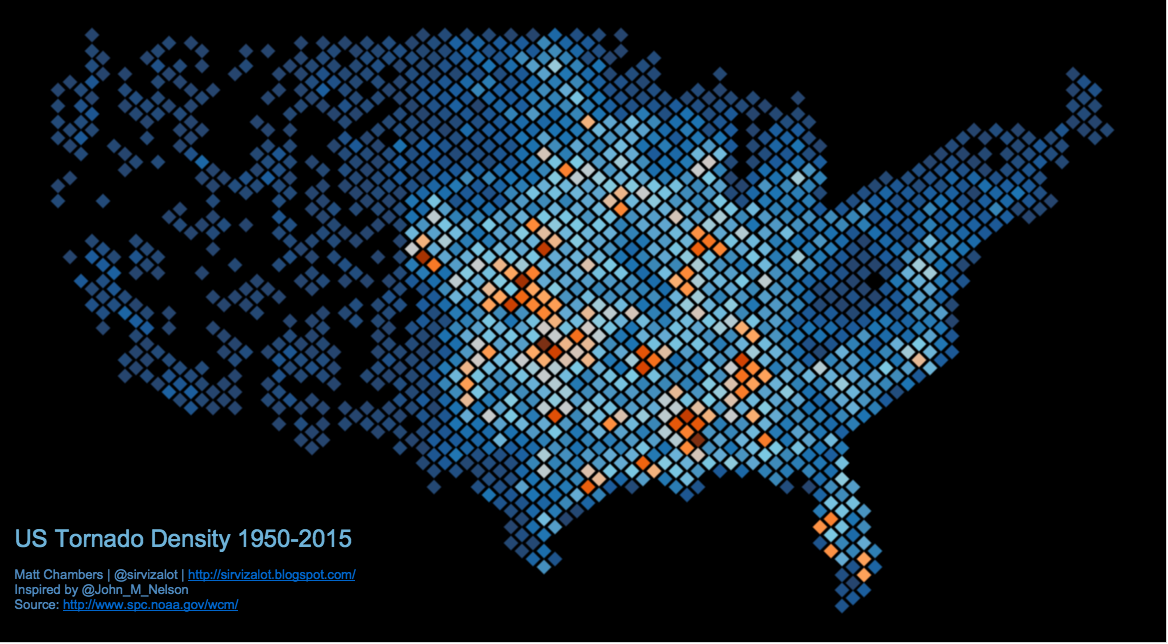 US Tornado Density 1950-2015
Matt Chambers | @sirvizalot | http://sirvizalot.blogspot.com/
Inspired by @John_M_Nelson
Source: http://www.spc.noaa.gov/wcm/